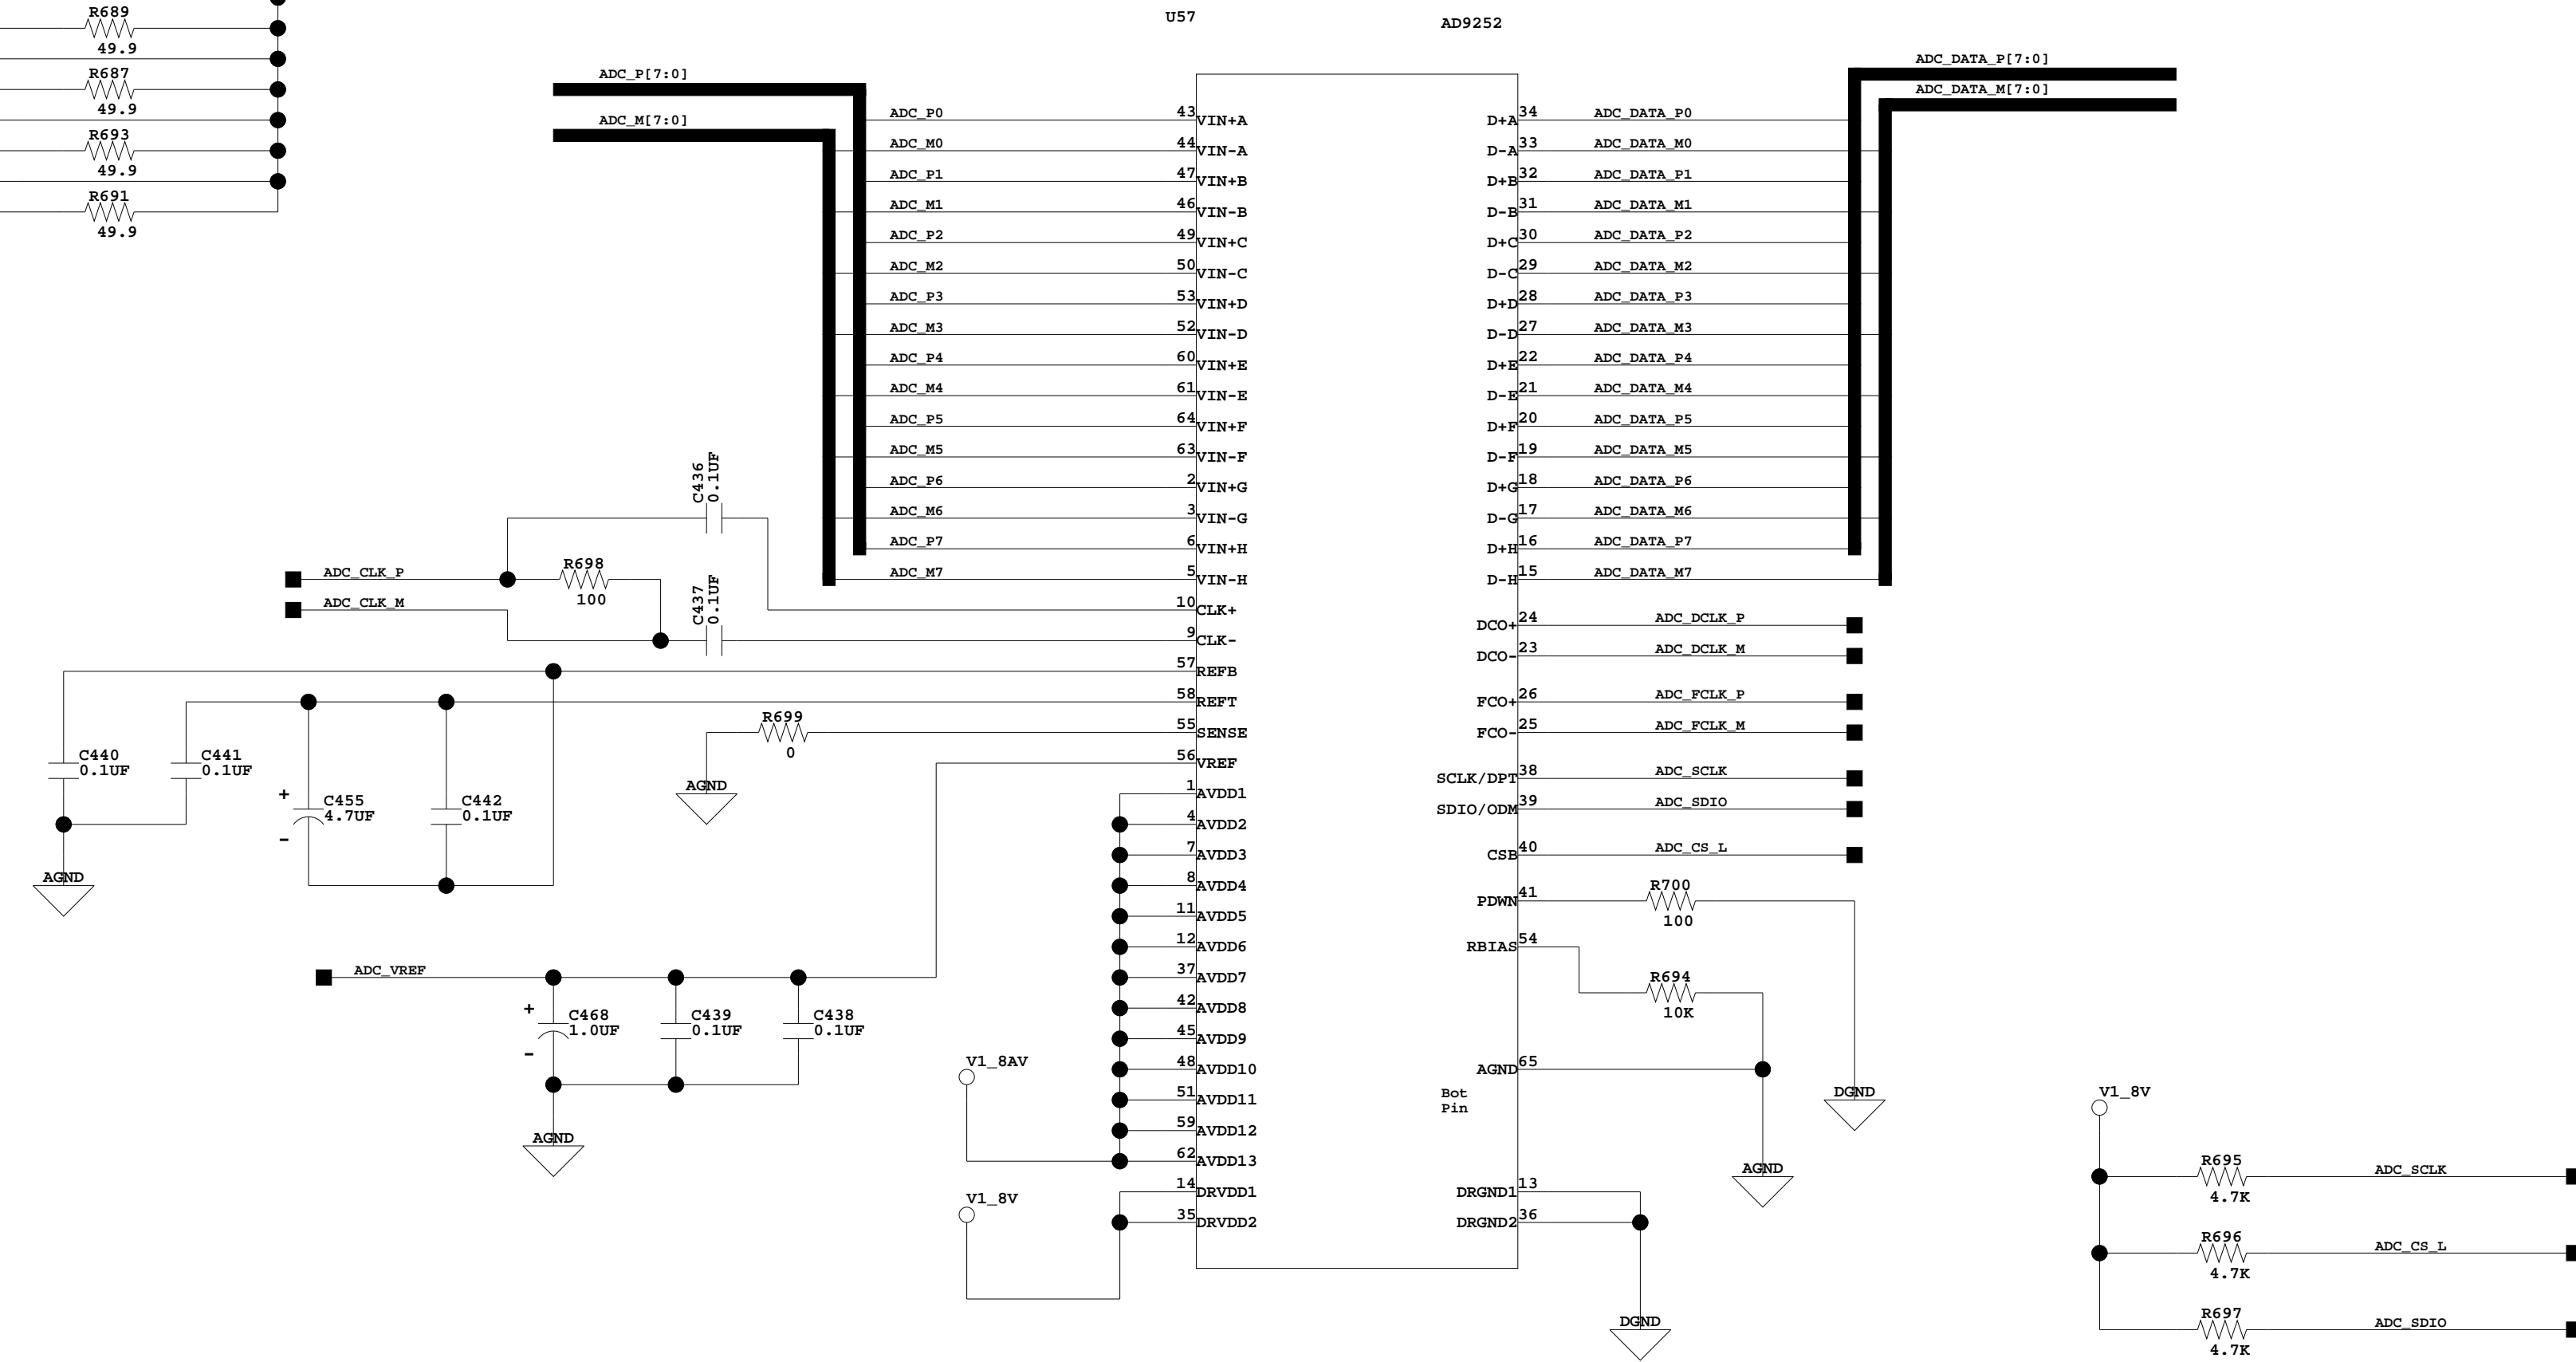 R689
49.9
R687
49.9
R693
49.9
R691
49.9
U57
AD9252
ADC_P[7:0]
ADC_M[7:0]
ADC_DATA_P[7:0]
ADC_DATA_M[7:0]
ADC_P0 43 VIN+A D+A 34 ADC_DATA_P0
ADC_M0 44 VIN-A D-A 33 ADC_DATA_M0
ADC_P1 47 VIN+B D+B 32 ADC_DATA_P1
ADC_M1 46 VIN-B D-B 31 ADC_DATA_M1
ADC_P2 49 VIN+C D+C 30 ADC_DATA_P2
ADC_M2 50 VIN-C D-C 29 ADC_DATA_M2
ADC_P3 53 VIN+D D+D 28 ADC_DATA_P3
ADC_M3 52 VIN-D D-D 27 ADC_DATA_M3
ADC_P4 60 VIN+E D+E 22 ADC_DATA_P4
ADC_M4 61 VIN-E D-E 21 ADC_DATA_M4
ADC_P5 64 VIN+F D+F 20 ADC_DATA_P5
ADC_M5 63 VIN-F D-F 19 ADC_DATA_M5
ADC_P6 2 VIN+G D+G 18 ADC_DATA_P6
ADC_M6 3 VIN-G D-G 17 ADC_DATA_M6
ADC_P7 6 VIN+H D+H 16 ADC_DATA_P7
ADC_M7 5 VIN-H D-H 15 ADC_DATA_M7
C436
0.1UF
ADC_CLK_P
R698
100
ADC_CLK_M
C437
0.1UF
10 CLK+
9 CLK-
57 REFB
58 REFT
R699
0
55 SENSE
AGND
56 VREF
C440
0.1UF
C441
0.1UF
+
C455
4.7UF
-
C442
0.1UF
AGND
ADC_VREF
+
C468
1.0UF
-
C439
0.1UF
C438
0.1UF
AGND
1 AVDD1
4 AVDD2
7 AVDD3
8 AVDD4
11 AVDD5
12 AVDD6
37 AVDD7
42 AVDD8
45 AVDD9
48 AVDD10
51 AVDD11
59 AVDD12
62 AVDD13
V1_8AV
V1_8V
14 DRVDD1
35 DRVDD2
DCO+ 24 ADC_DCLK_P
DCO- 23 ADC_DCLK_M
FCO+ 26 ADC_FCLK_P
FCO- 25 ADC_FCLK_M
SCLK/DPT 38 ADC_SCLK
SDIO/ODM 39 ADC_SDIO
CSB 40 ADC_CS_L
PDWN 41
R700
100
RBIAS 54
R694
10K
AGND 65
Bot
Pin
DGND
AGND
DRGND1 13
DRGND2 36
DGND
V1_8V
R695
4.7K
ADC_SCLK
R696
4.7K
ADC_CS_L
R697
4.7K
ADC_SDIO